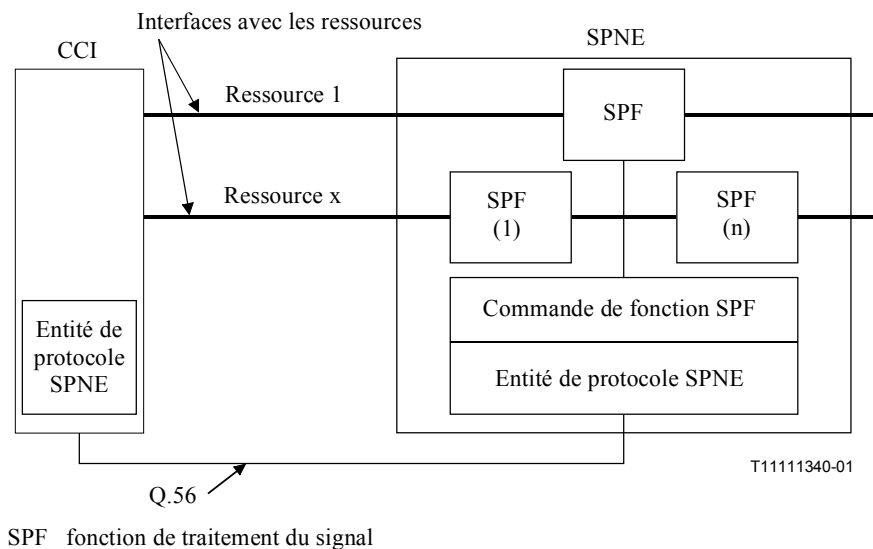 Interfaces avec les ressources
CCI
SPNE
Ressource 1
SPF
Ressource x
SPF
(1)
SPF
(n)
Commande de fonction SPF
Entité de
protocole
SPNE
Entité de protocole SPNE
T11111340-01
Q.56
SPF fonction de traitement du signal